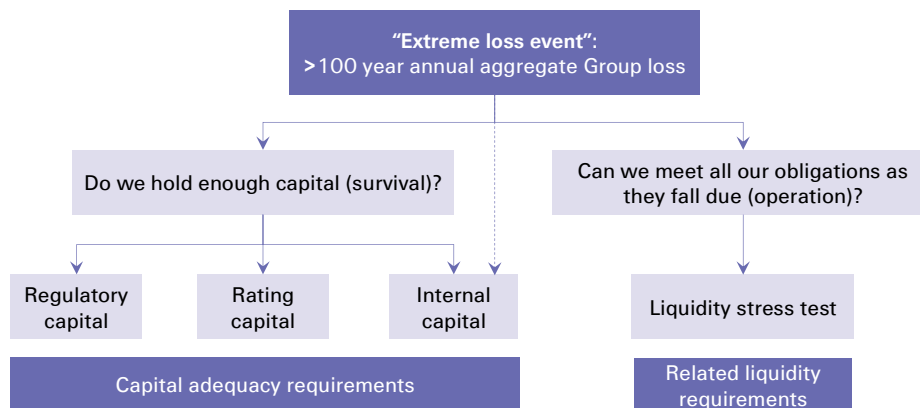 “Extreme loss event”:
>100 year annual aggregate Group loss
Do we hold enough capital (survival)?
Can we meet all our obligations as
they fall due (operation)?
Regulatory
capital
Rating
capital
Internal
capital
Liquidity stress test
Capital adequacy requirements
Related liquidity
requirements